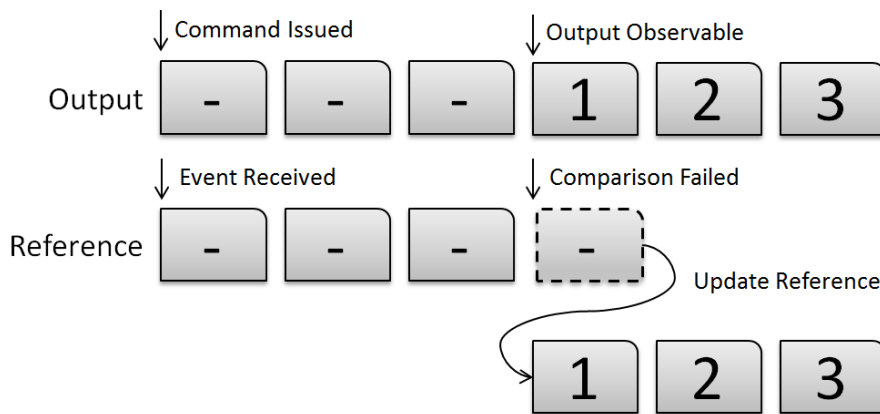 Command Issued Output Observable
Output - - - 1 2 3
Event Received Comparison Failed
Reference - - - -
Update Reference
1 2 3